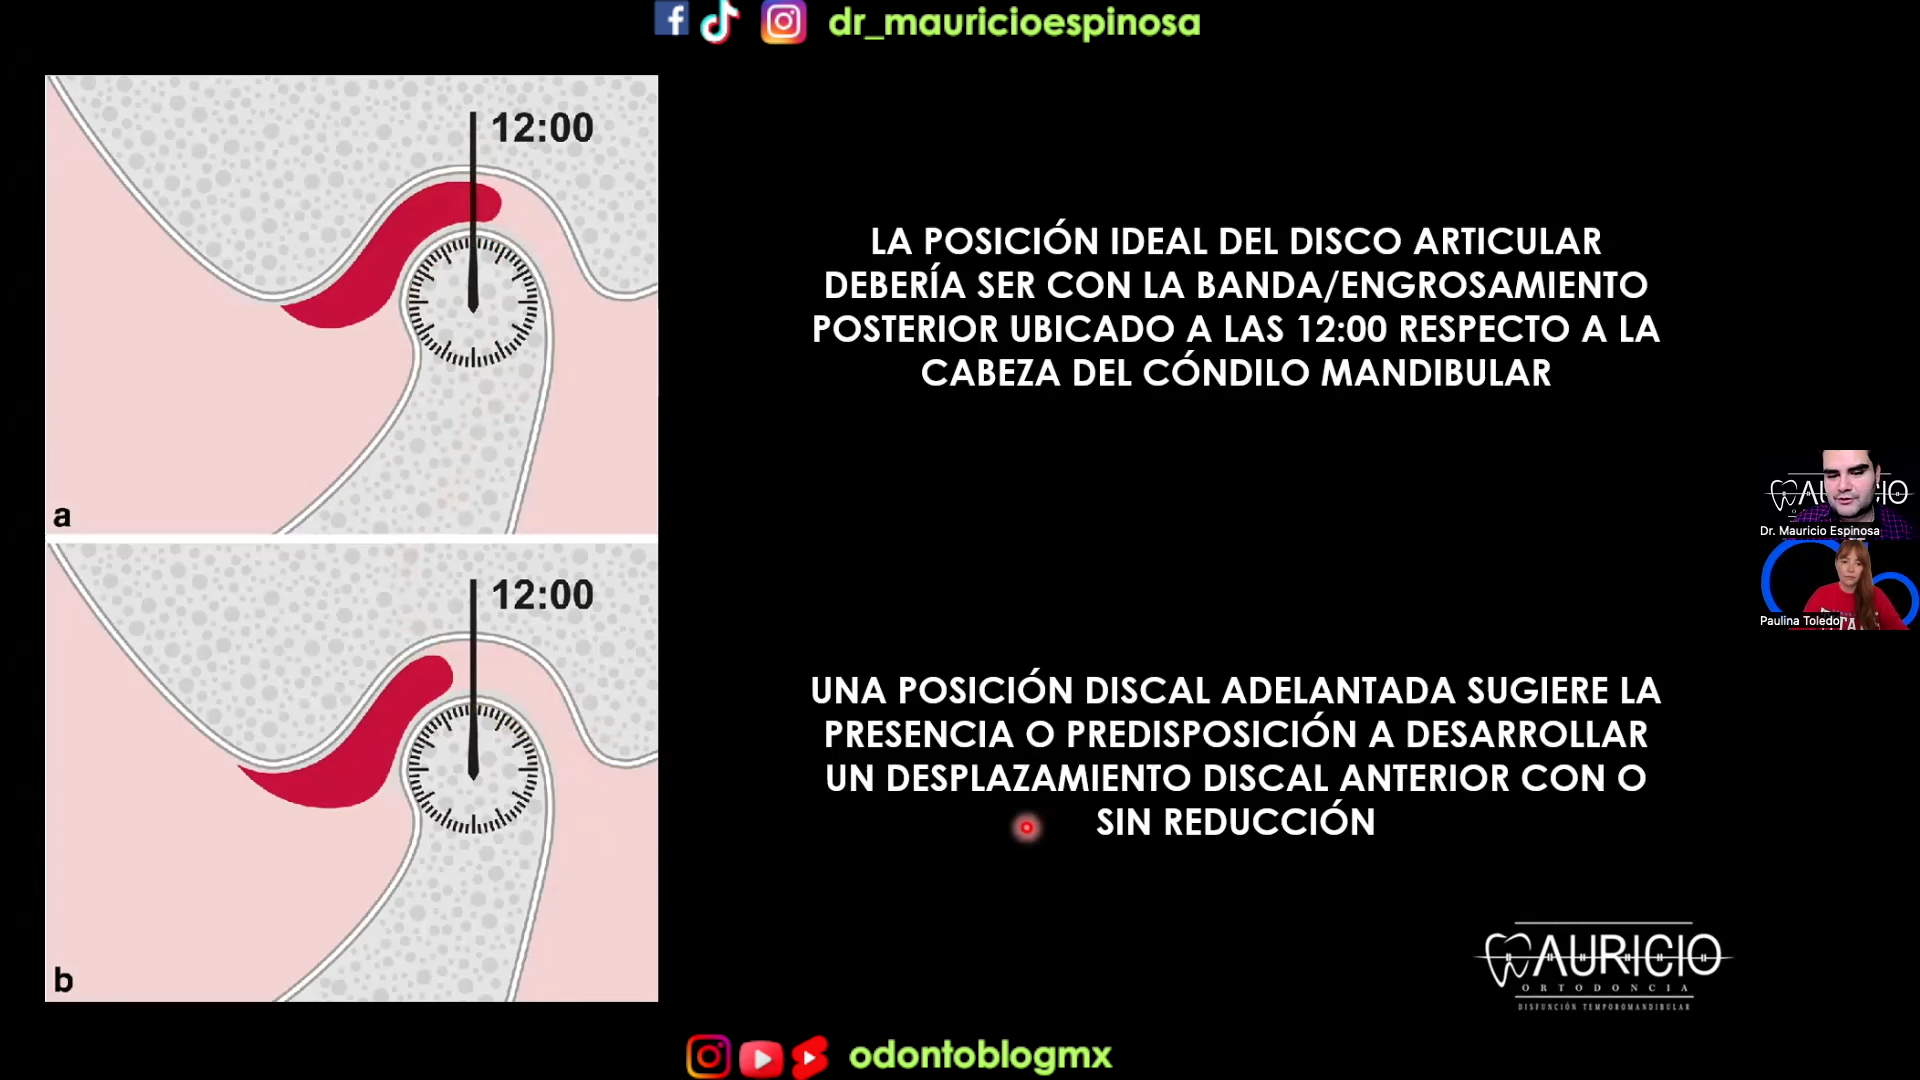 dr_mauricioespinosa
12:00
a
LA POSICIÓN IDEAL DEL DISCO ARTICULAR
DEBERÍA SER CON LA BANDA/ENGROSAMIENTO
POSTERIOR UBICADO A LAS 12:00 RESPECTO A LA
CABEZA DEL CÓNDILO MANDIBULAR
Dr. Mauricio Espinosa
Paulina Toledo
12:00
b
UNA POSICIÓN DISCAL ADELANTADA SUGIERE LA
PRESENCIA O PREDISPOSICIÓN A DESARROLLAR
UN DESPLAZAMIENTO DISCAL ANTERIOR CON O
SIN REDUCCIÓN
MAURICIO
ORTODONCIA
DISFUNCIÓN TEMPOROMANDIBULAR
odontoblogmx